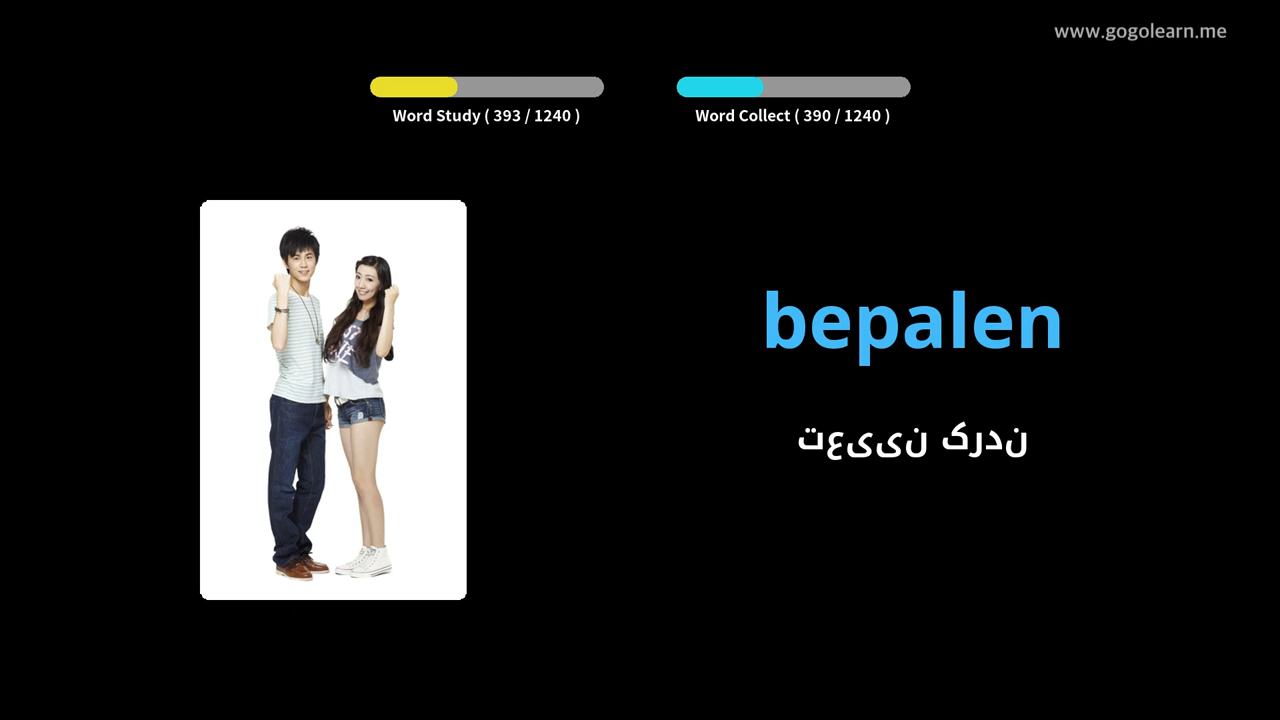 www.gogolearn.me
Word Study ( 393 / 1240 )
Word Collect ( 390 / 1240 )
bepalen
تعیین کردن